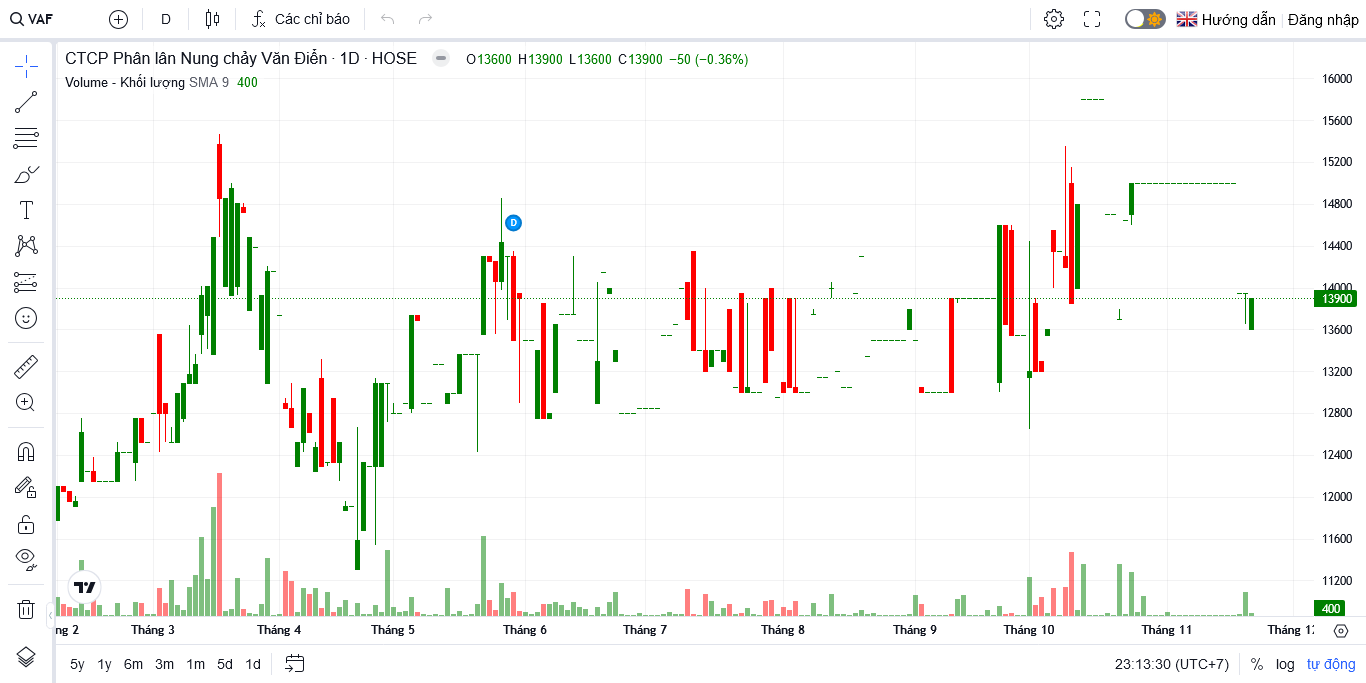 VAF D Các chỉ báo Hướng dẫn Đăng nhập
CTCP Phân lân Nung chảy Văn Điển · 1D · HOSE O13600 H13900 L13600 C13900 −50 (−0.36%)
Volume - Khối lượng SMA 9 400
D
16000
15600
15200
14800
14400
14000
13900
13600
13200
12800
12400
12000
11600
11200
400
ng 2 Tháng 3 Tháng 4 Tháng 5 Tháng 6 Tháng 7 Tháng 8 Tháng 9 Tháng 10 Tháng 11 Tháng 1
5y 1y 6m 3m 1m 5d 1d 23:13:30 (UTC+7) % log tự động